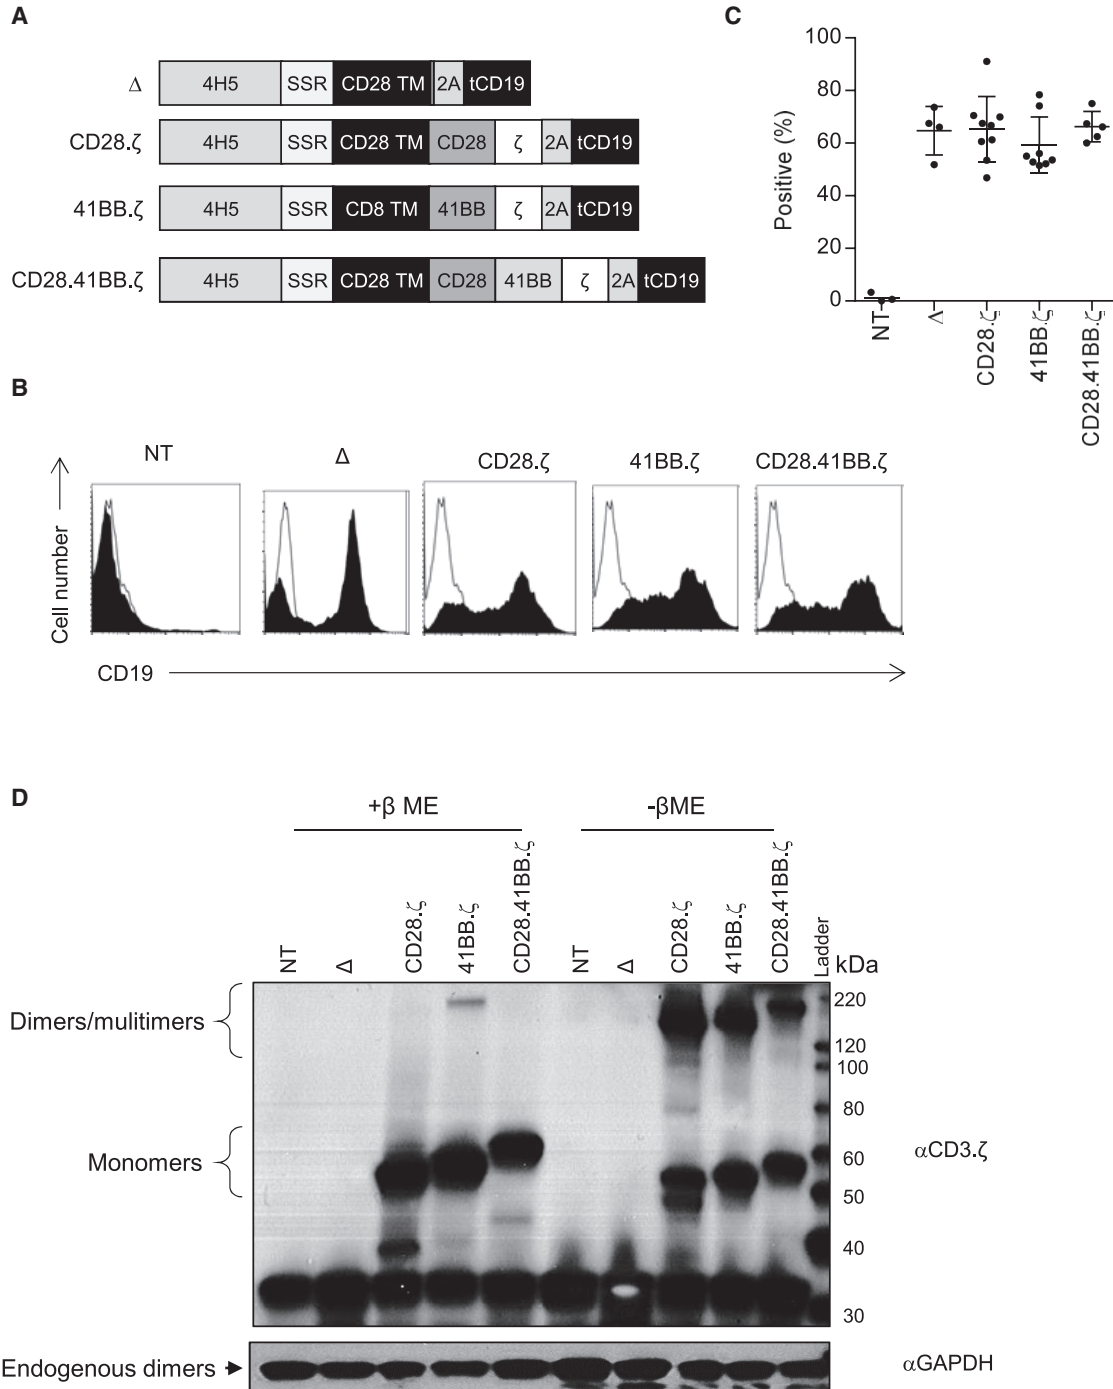 A
Δ 4H5 SSR CD28 TM 2A tCD19
CD28.ζ 4H5 SSR CD28 TM CD28 ζ 2A tCD19
41BB.ζ 4H5 SSR CD8 TM 41BB ζ 2A tCD19
CD28.41BB.ζ 4H5 SSR CD28 TM CD28 41BB ζ 2A tCD19
C
Positive (%)
100
80
60
40
20
0
NT
Δ
CD28.ζ
41BB.ζ
CD28.41BB.ζ
B
NT Δ CD28.ζ 41BB.ζ CD28.41BB.ζ
Cell number
CD19
D
+β ME -βME
NT
Δ
CD28.ζ
41BB.ζ
CD28.41BB.ζ
NT
Δ
CD28.ζ
41BB.ζ
CD28.41BB.ζ
Ladder
kDa
Dimers/mulitimers
Monomers
220
120
100
80
60
50
40
30
αCD3.ζ
Endogenous dimers
αGAPDH